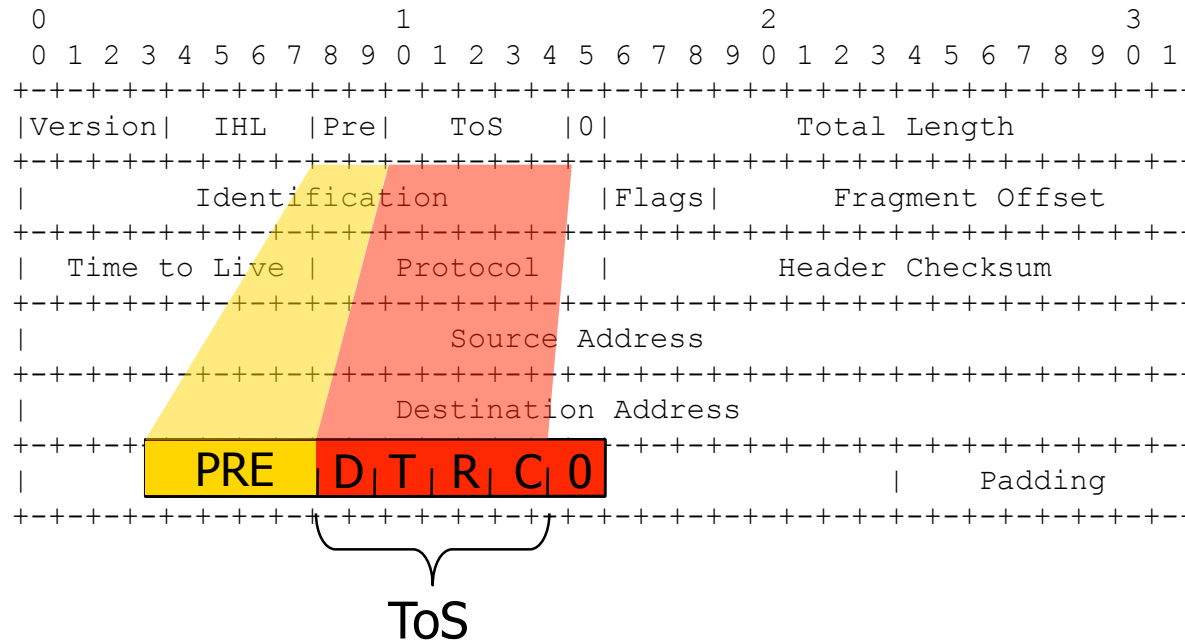 0                   1                   2                   3
0 1 2 3 4 5 6 7 8 9 0 1 2 3 4 5 6 7 8 9 0 1 2 3 4 5 6 7 8 9 0 1
+-+-+-+-+-+-+-+-+-+-+-+-+-+-+-+-+-+-+-+-+-+-+-+-+-+-+-+-+-+-+-+-
|Version|  IHL  |Pre|   ToS   |0|          Total Length
+-+-+-+-+-+-+-+-+-+-+-+-+-+-+-+-+-+-+-+-+-+-+-+-+-+-+-+-+-+-+-+-
|         Identification        |Flags|      Fragment Offset
+-+-+-+-+-+-+-+-+-+-+-+-+-+-+-+-+-+-+-+-+-+-+-+-+-+-+-+-+-+-+-+-
|  Time to Live |    Protocol   |         Header Checksum
+-+-+-+-+-+-+-+-+-+-+-+-+-+-+-+-+-+-+-+-+-+-+-+-+-+-+-+-+-+-+-+-
|                       Source Address
+-+-+-+-+-+-+-+-+-+-+-+-+-+-+-+-+-+-+-+-+-+-+-+-+-+-+-+-+-+-+-+-
|                    Destination Address
+-+-+-+-+-+-+-+-+-+-+-+-+-+-+-+-+-+-+-+-+-+-+-+-+-+-+-+-+-+-+-+-
| PRE D T R C 0                |    Padding
+-+-+-+-+-+-+-+-+-+-+-+-+-+-+-+-+-+-+-+-+-+-+-+-+-+-+-+-+-+-+-+-
ToS